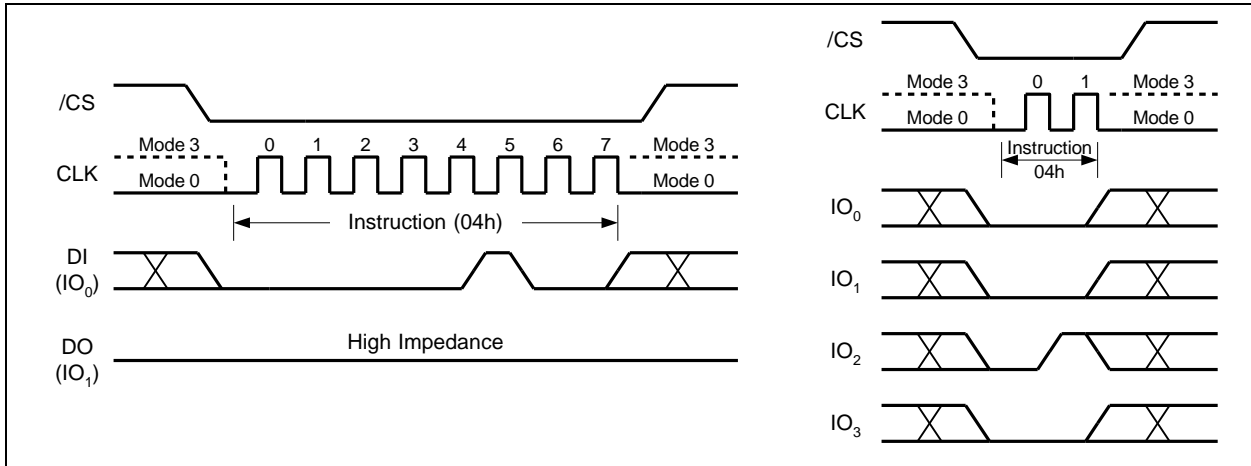 /CS
Mode 3 0 1 2 3 4 5 6 7 Mode 3
CLK
Mode 0 Mode 0
Instruction (04h)
DI
(IO0)
High Impedance
DO
(IO1)
/CS
Mode 3 0 1 Mode 3
CLK
Mode 0 Mode 0
Instruction
04h
IO0
IO1
IO2
IO3